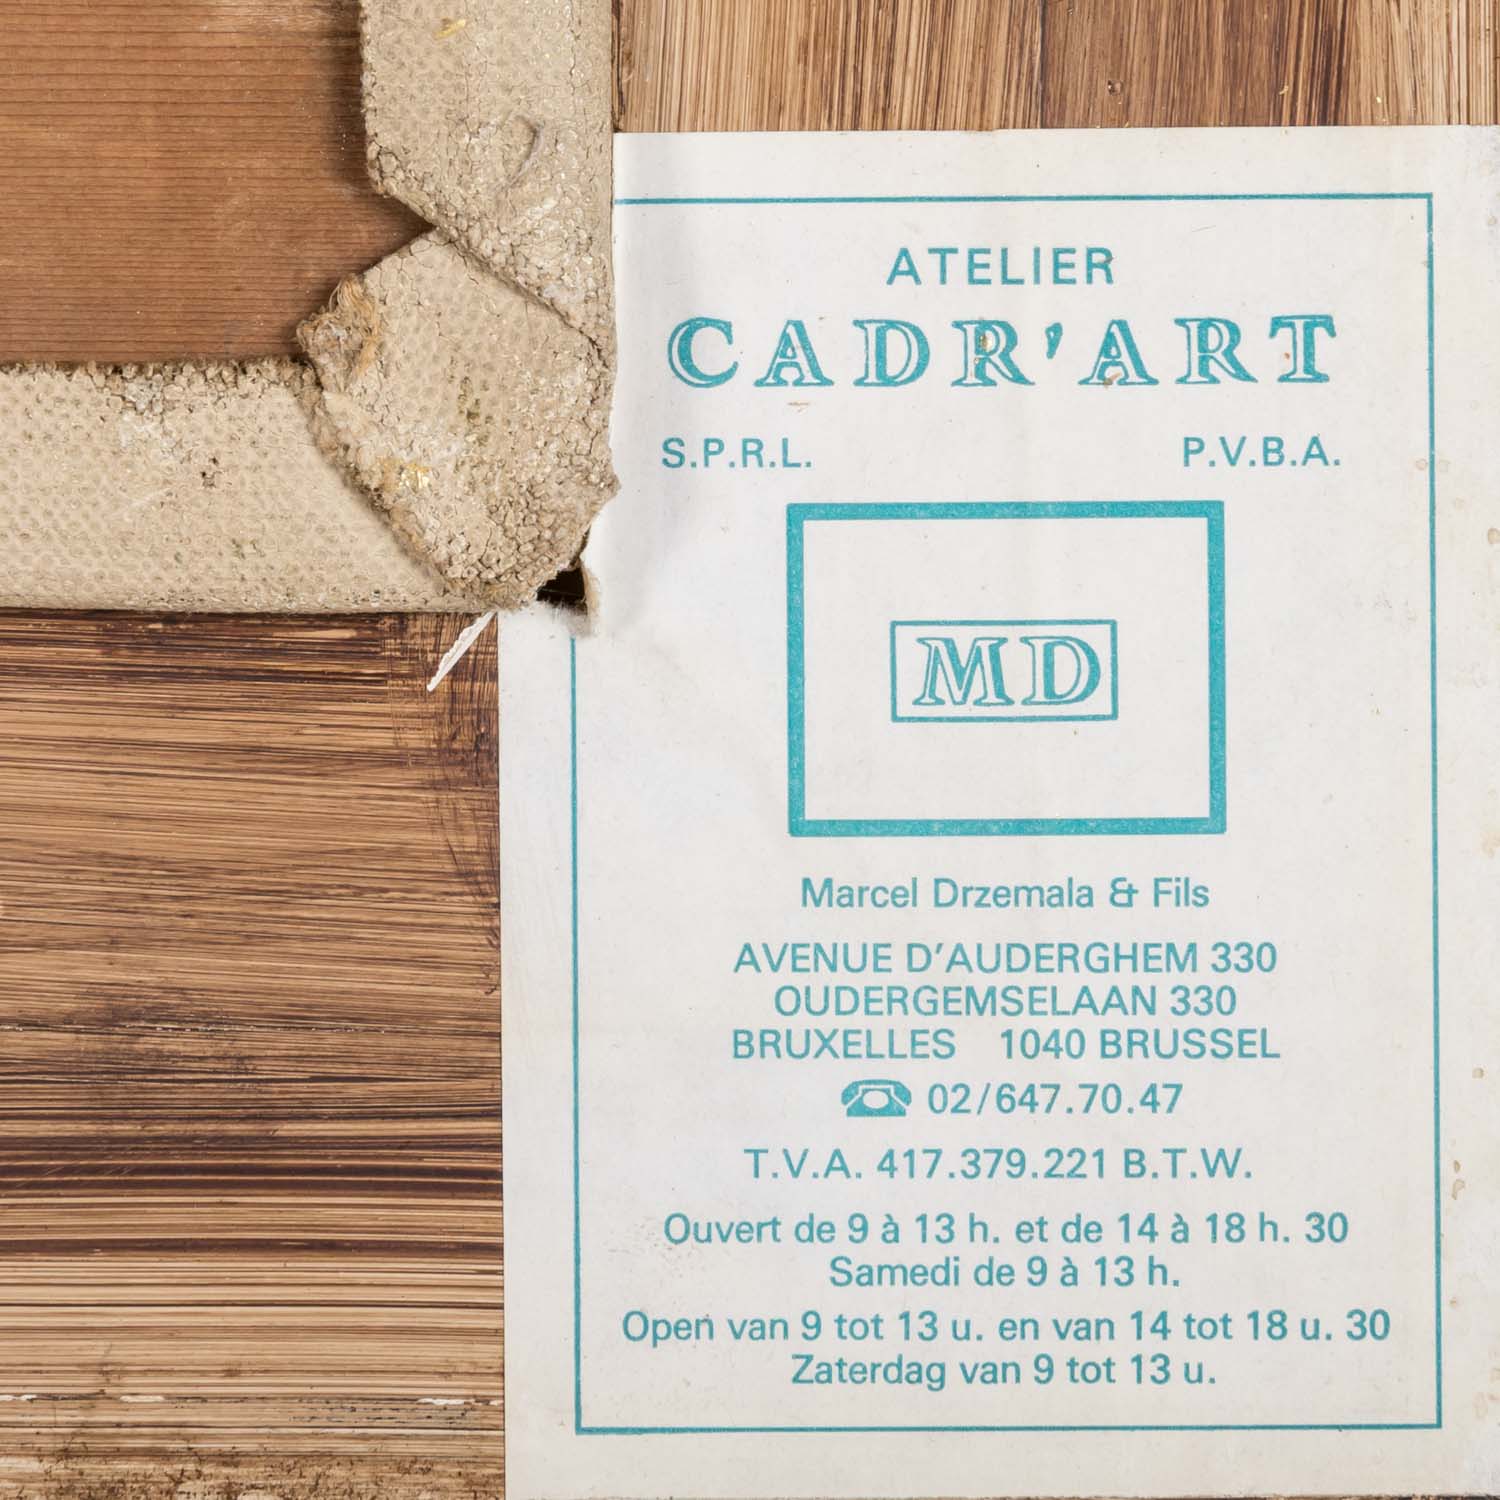 ATELIER
CADR'ART
S.P.R.L. P.V.B.A.
MD
Marcel Drzemala & Fils
AVENUE D'AUDERGHEM 330
OUDERGEMSELAAN 330
BRUXELLES 1040 BRUSSEL
☎ 02/647.70.47
T.V.A. 417.379.221 B.T.W.
Ouvert de 9 à 13 h. et de 14 à 18 h. 30
Samedi de 9 à 13 h.
Open van 9 tot 13 u. en van 14 tot 18 u. 30
Zaterdag van 9 tot 13 u.